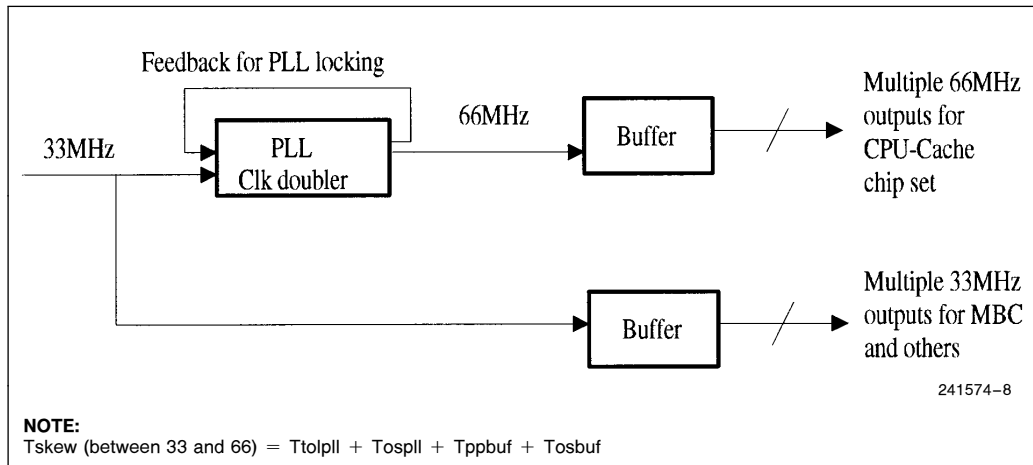 Feedback for PLL locking
33MHz
PLL
Clk doubler
66MHz
Buffer
Multiple 66MHz
outputs for
CPU-Cache
chip set
Buffer
Multiple 33MHz
outputs for MBC
and others
241574–8
NOTE:
Tskew (between 33 and 66) = Ttolpll + Tospll + Tppbuf + Tosbuf